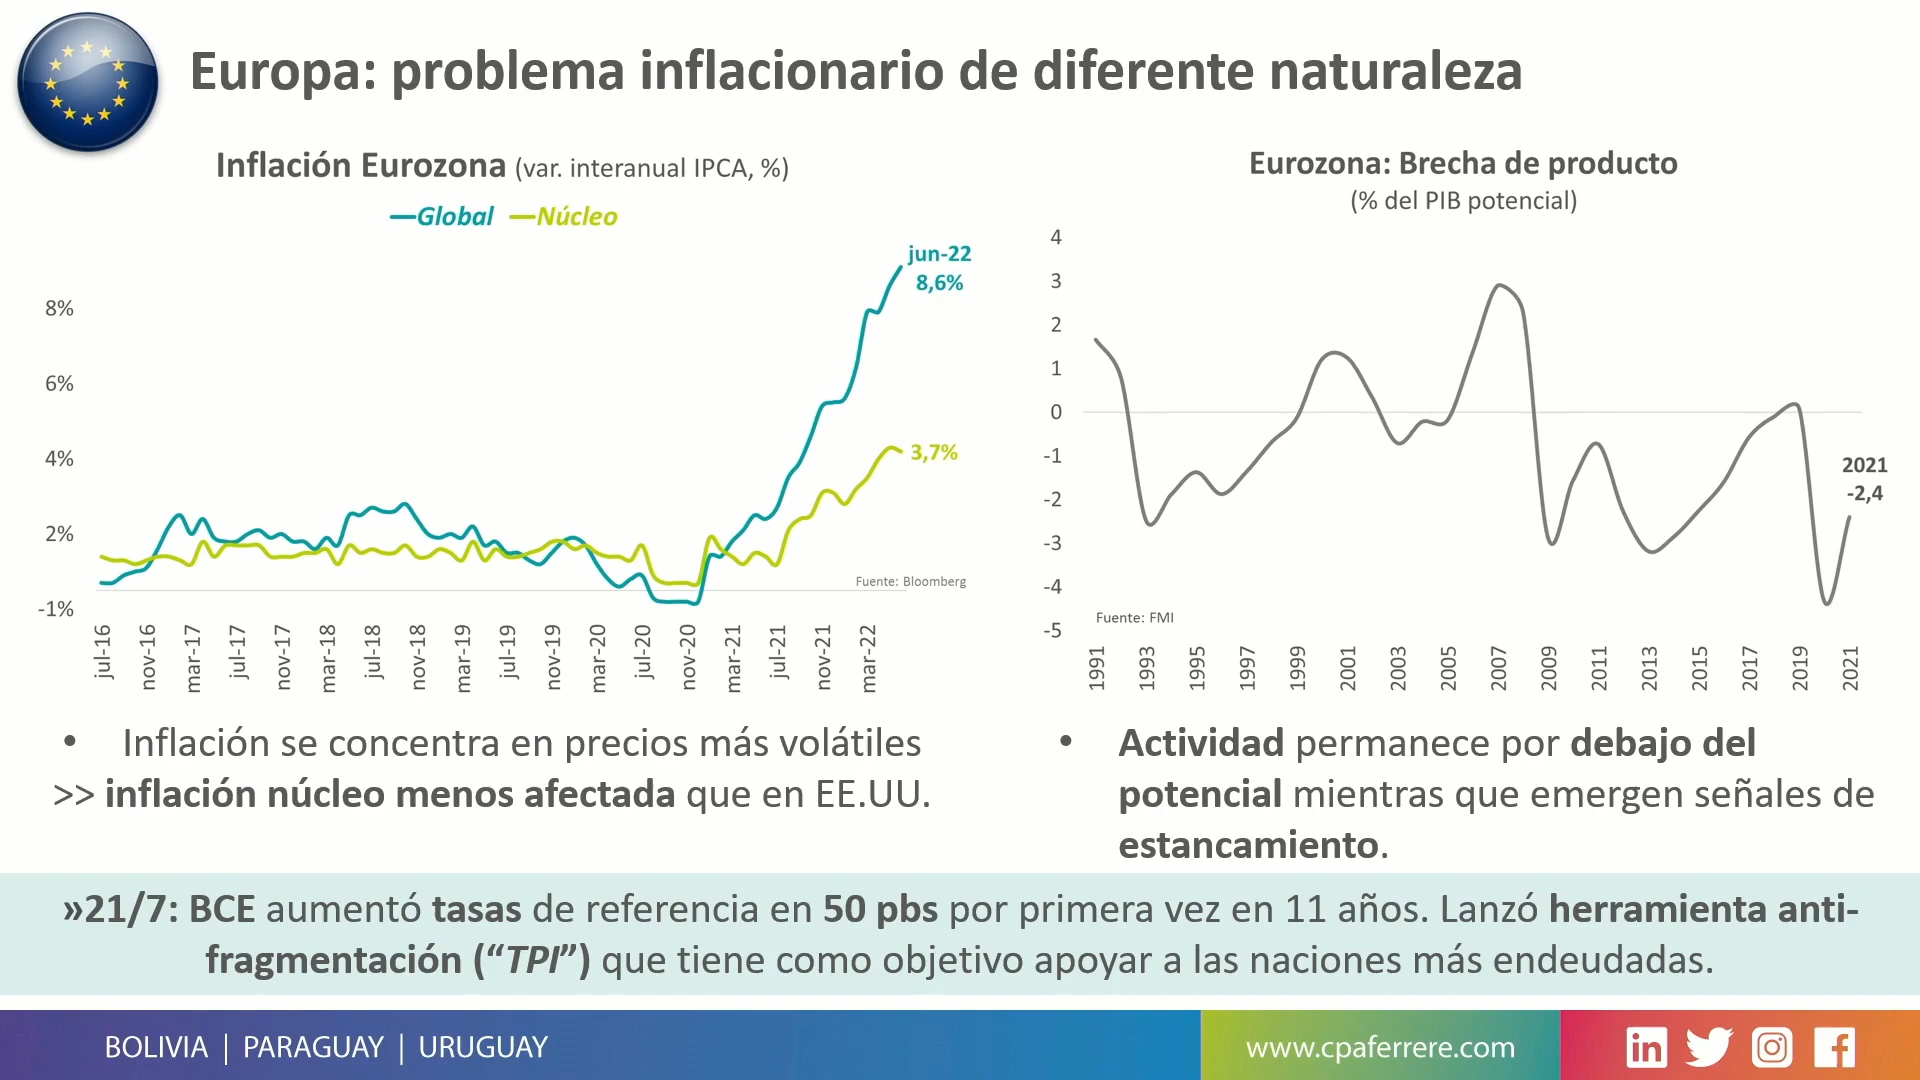 Europa: problema inflacionario de diferente naturaleza
Inflación Eurozona (var. interanual IPCA, %)
Global Núcleo
jun-22
8,6%
8%
6%
4%
3,7%
2%
Fuente: Bloomberg
-1%
jul-16 nov-16 mar-17 jul-17 nov-17 mar-18 jul-18 nov-18 mar-19 jul-19 nov-19 mar-20 jul-20 nov-20 mar-21 jul-21 nov-21 mar-22
Eurozona: Brecha de producto
(% del PIB potencial)
4
3
2
1
0
-1
-2
-3
-4
-5
2021
-2,4
Fuente: FMI
1991 1993 1995 1997 1999 2001 2003 2005 2007 2009 2011 2013 2015 2017 2019 2021
• Inflación se concentra en precios más volátiles
>> inflación núcleo menos afectada que en EE.UU.
• Actividad permanece por debajo del
potencial mientras que emergen señales de
estancamiento.
»21/7: BCE aumentó tasas de referencia en 50 pbs por primera vez en 11 años. Lanzó herramienta anti-
fragmentación (“TPI”) que tiene como objetivo apoyar a las naciones más endeudadas.
BOLIVIA | PARAGUAY | URUGUAY
www.cpaferrere.com